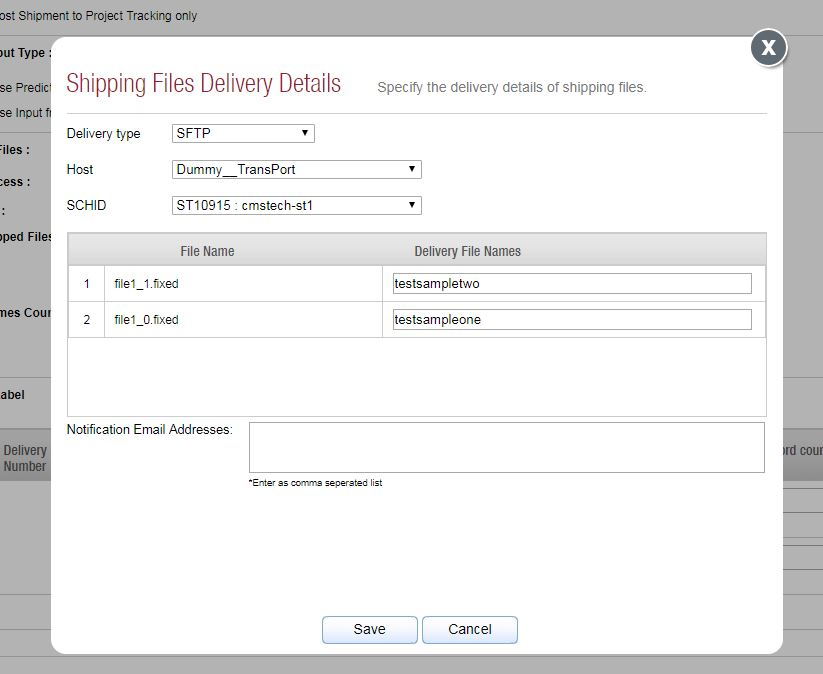 ost Shipment to Project Tracking only
out Type :
se Predict
se Input fr
Files :
cess :
:
pped Files
mes Cour
abel
Delivery
Number
ord cour
X
Shipping Files Delivery Details
Specify the delivery details of shipping files.
Delivery type
SFTP
Host
Dummy__TransPort
SCHID
ST10915 : cmstech-st1
File Name
Delivery File Names
1 file1_1.fixed testsampletwo
2 file1_0.fixed testsampleone
Notification Email Addresses:
*Enter as comma seperated list
Save
Cancel